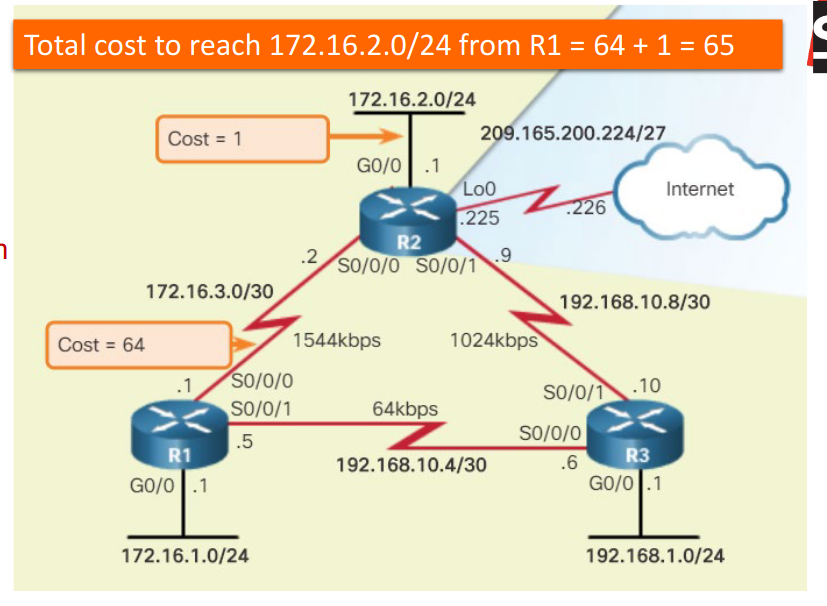 Total cost to reach 172.16.2.0/24 from R1 = 64 + 1 = 65
172.16.2.0/24
Cost = 1
209.165.200.224/27
G0/0 .1
Lo0
Internet
.225
.226
R2
.2
S0/0/0 S0/0/1
.9
172.16.3.0/30
192.168.10.8/30
Cost = 64
1544kbps
1024kbps
.1
S0/0/0
S0/0/1
.10
S0/0/1
64kbps
.5
S0/0/0
R1
192.168.10.4/30
.6
R3
G0/0 .1
G0/0 .1
172.16.1.0/24
192.168.1.0/24